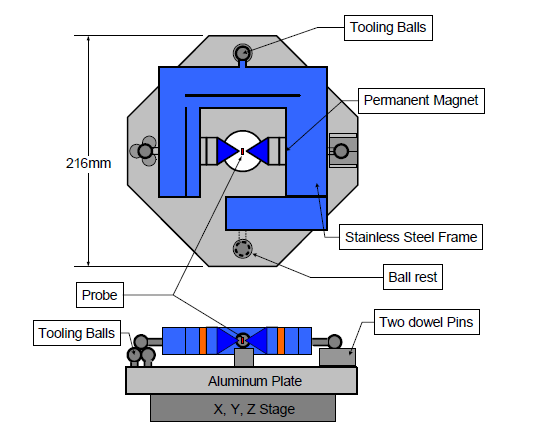 Tooling Balls
Permanent Magnet
216mm
Stainless Steel Frame
Ball rest
Probe
Two dowel Pins
Tooling Balls
Aluminum Plate
X, Y, Z Stage